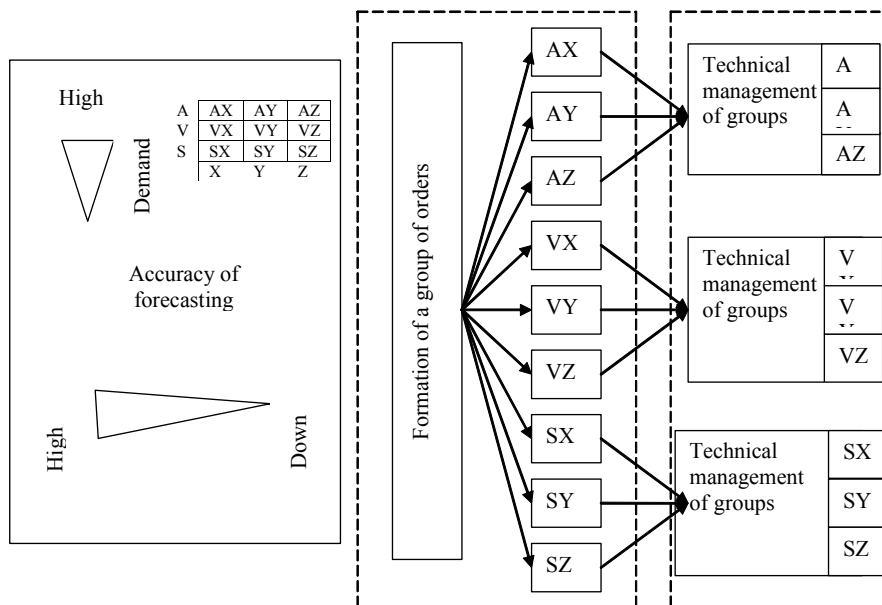 High
A AX AY AZ
V VX VY VZ
S SX SY SZ
X Y Z
Demand
Accuracy of
forecasting
High
Down
Formation of a group of orders
AX
AY
AZ
VX
VY
VZ
SX
SY
SZ
Technical
management
of groups
A
A
AZ
Technical
management
of groups
V
V
VZ
Technical
management
of groups
SX
SY
SZ